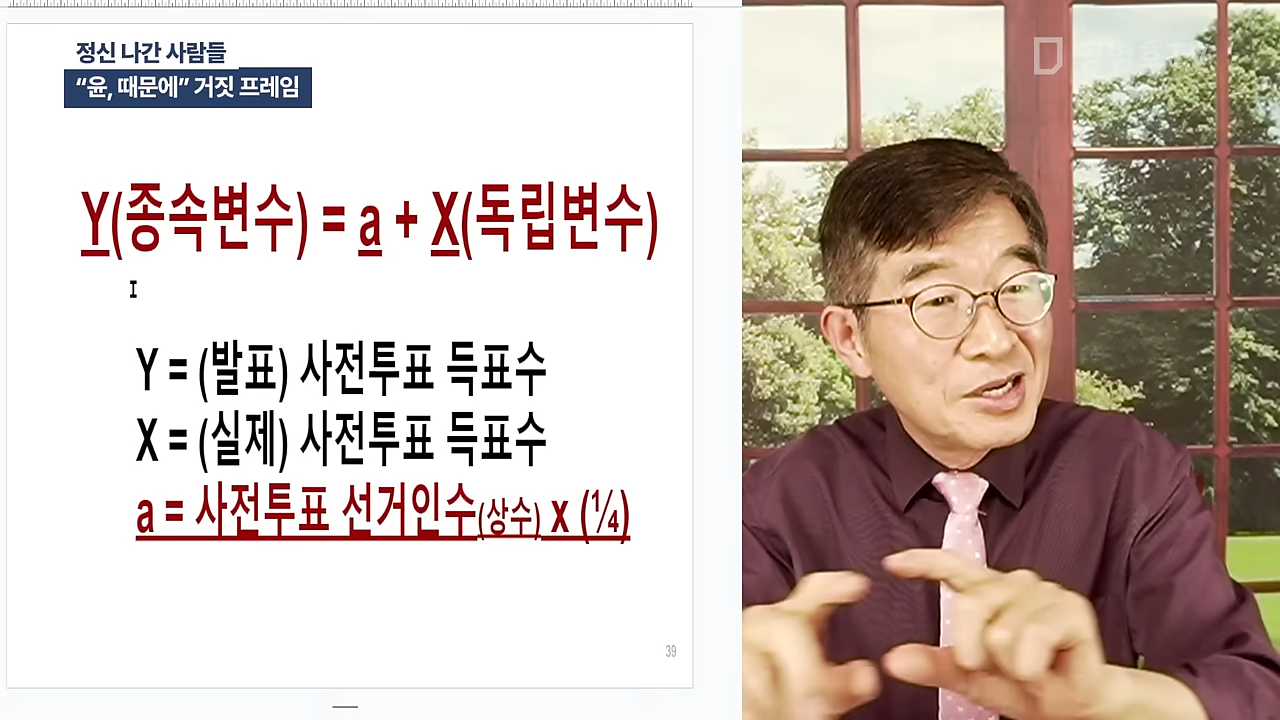 정신 나간 사람들
“윤, 때문에” 거짓 프레임
Y(종속변수) = a + X(독립변수)
Y = (발표) 사전투표 득표수
X = (실제) 사전투표 득표수
a = 사전투표 선거인수(상수) x (¼)
39